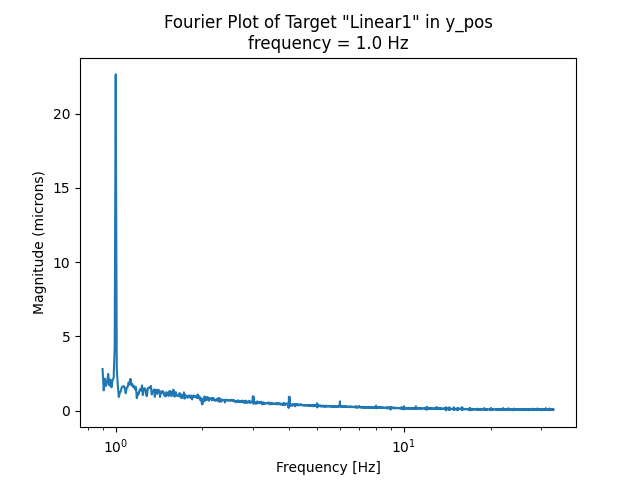 Fourier Plot of Target "Linear1" in y_pos
frequency = 1.0 Hz
20
15
10
5
0
Magnitude (microns)
10⁰
10¹
Frequency [Hz]